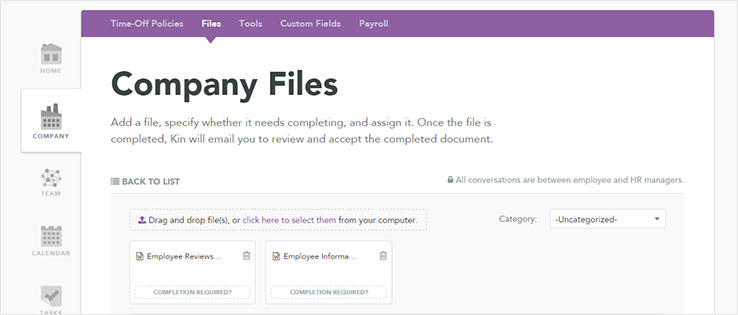 Time-Off Policies Files Tools Custom Fields Payroll
HOME
COMPANY
TEAM
CALENDAR
TASKS
Company Files
Add a file, specify whether it needs completing, and assign it. Once the file is
completed, Kin will email you to review and accept the completed document.
BACK TO LIST
All conversations are between employee and HR managers.
Drag and drop file(s), or click here to select them from your computer.
Category: -Uncategorized-
Employee Reviews...
Employee Informa...
COMPLETION REQUIRED?
COMPLETION REQUIRED?